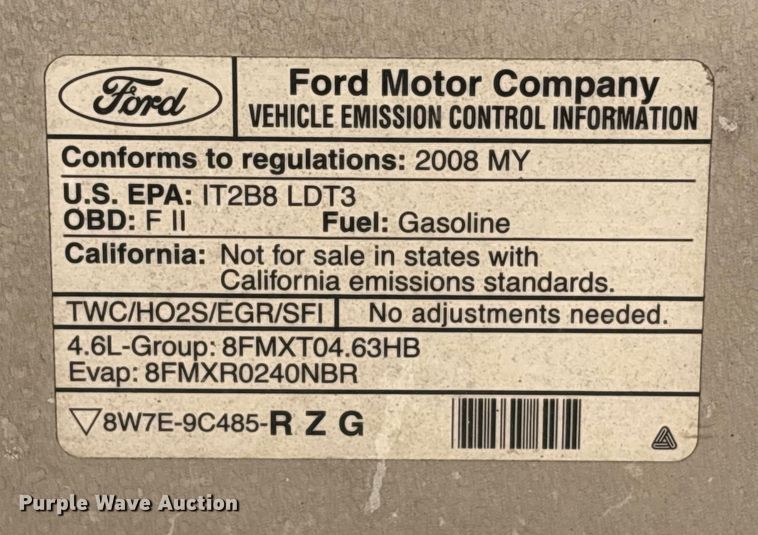 Ford
Ford Motor Company
VEHICLE EMISSION CONTROL INFORMATION
Conforms to regulations: 2008 MY
U.S. EPA: IT2B8 LDT3
OBD: F II Fuel: Gasoline
California: Not for sale in states with
California emissions standards.
TWC/HO2S/EGR/SFI No adjustments needed.
4.6L-Group: 8FMXT04.63HB
Evap: 8FMXR0240NBR
8W7E-9C485-R Z G
Purple Wave Auction